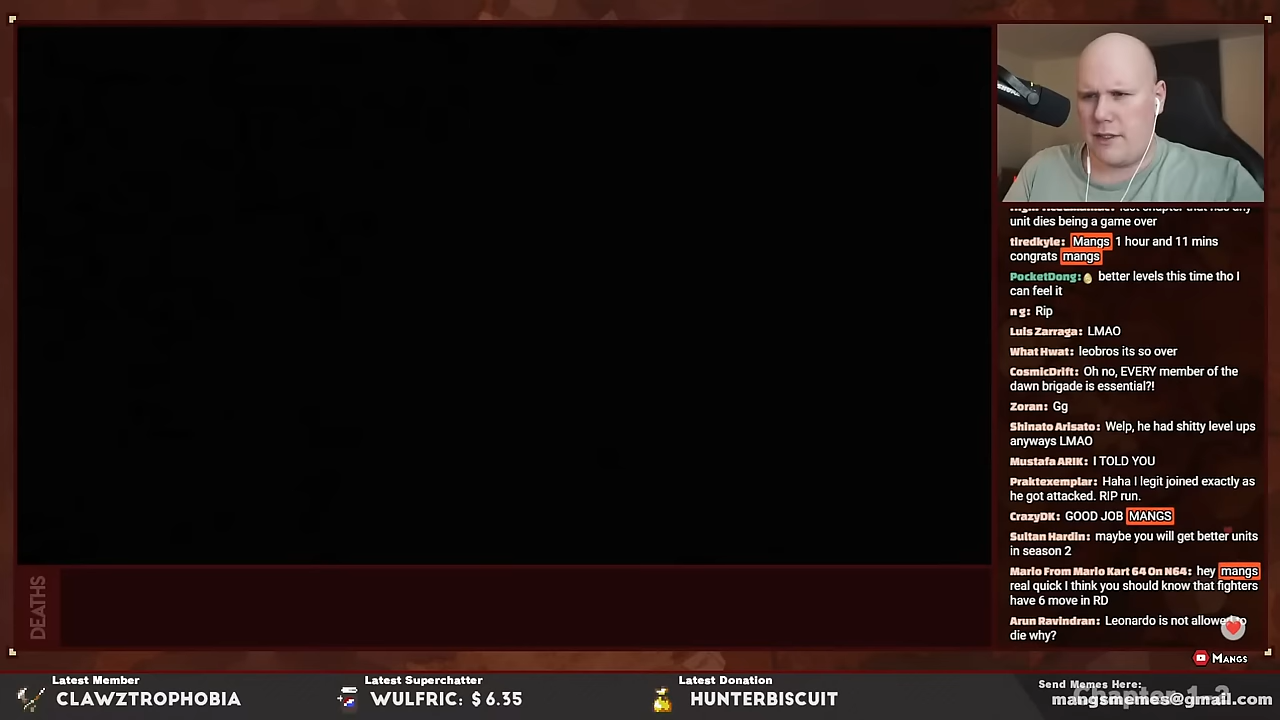 unit dies being a game over
tiredkyle: Mangs 1 hour and 11 mins
congrats mangs
PocketDong: better levels this time tho I
can feel it
n g: Rip
Luis Zarraga: LMAO
What Hwat: leobros its so over
CosmicDrift: Oh no, EVERY member of the
dawn brigade is essential?!
Zoran: Gg
Shinato Arisato: Welp, he had shitty level ups
anyways LMAO
Mustafa ARIK: I TOLD YOU
Praktexemplar: Haha I legit joined exactly as
he got attacked. RIP run.
CrazyDK: GOOD JOB MANGS
Sultan Hardin: maybe you will get better units
in season 2
Mario From Mario Kart 64 On N64: hey mangs
real quick I think you should know that fighters
have 6 move in RD
Arun Ravindran: Leonardo is not allowed to
die why?
DEATHS
Mangs
Latest Member
CLAWZTROPHOBIA
Latest Superchatter
WULFRIC: $ 6.35
Latest Donation
HUNTERBISCUIT
Send Memes Here:
mangsmemes@gmail.com